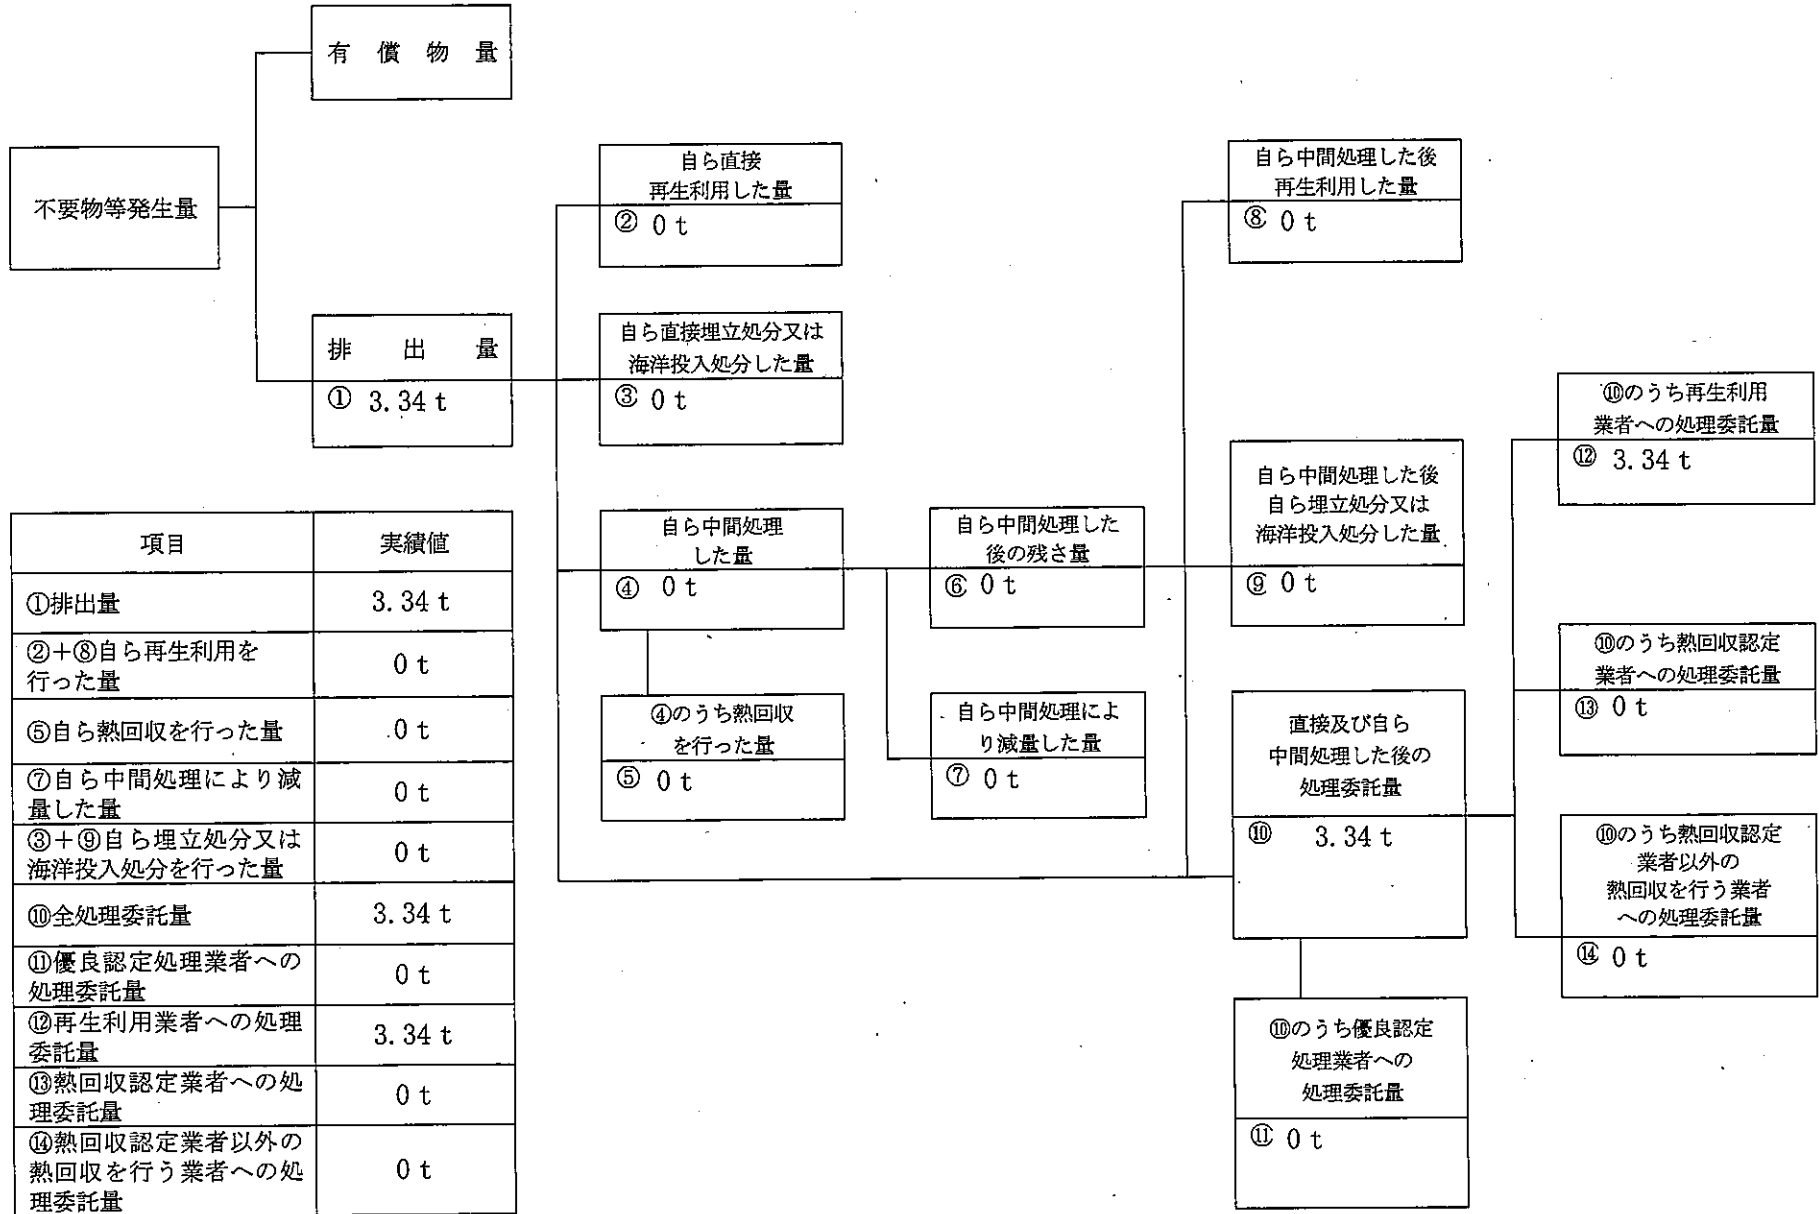 有償物量
不要物等発生量
排出量
① 3.34 t
自ら直接
再生利用した量
② 0 t
自ら直接埋立処分又は
海洋投入処分した量
③ 0 t
自ら中間処理
した量
④ 0 t
④のうち熱回収
を行った量
⑤ 0 t
自ら中間処理した
後の残さ量
⑥ 0 t
自ら中間処理によ
り減量した量
⑦ 0 t
自ら中間処理した後
再生利用した量
⑧ 0 t
自ら中間処理した後
自ら埋立処分又は
海洋投入処分した量
⑨ 0 t
直接及び自ら
中間処理した後の
処理委託量
⑩ 3.34 t
⑩のうち優良認定
処理業者への
処理委託量
⑪ 0 t
⑩のうち再生利用
業者への処理委託量
⑫ 3.34 t
⑩のうち熱回収認定
業者への処理委託量
⑬ 0 t
⑩のうち熱回収認定
業者以外の
熱回収を行う業者
への処理委託量
⑭ 0 t
項目 実績値
①排出量 3.34 t
②+⑧自ら再生利用を
行った量 0 t
⑤自ら熱回収を行った量 0 t
⑦自ら中間処理により減
量した量 0 t
③+⑨自ら埋立処分又は
海洋投入処分を行った量 0 t
⑩全処理委託量 3.34 t
⑪優良認定処理業者への
処理委託量 0 t
⑫再生利用業者への処理
委託量 3.34 t
⑬熱回収認定業者への処
理委託量 0 t
⑭熱回収認定業者以外の
熱回収を行う業者への処
理委託量 0 t